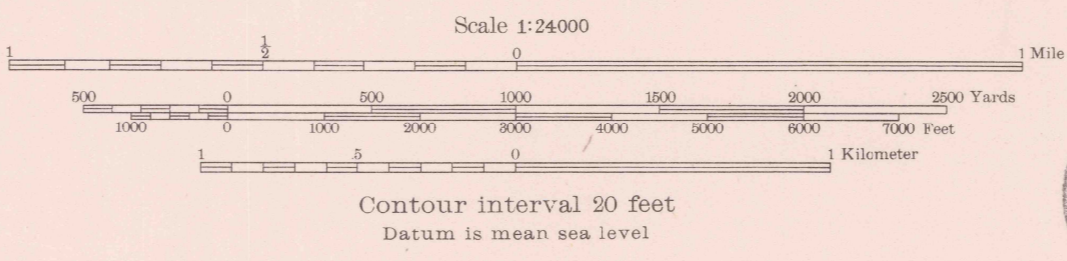 Scale 1:24000
1 1/2 0 1 Mile
500 0 500 1000 1500 2000 2500 Yards
1000 0 1000 2000 3000 4000 5000 6000 7000 Feet
1 .5 0 1 Kilometer
Contour interval 20 feet
Datum is mean sea level